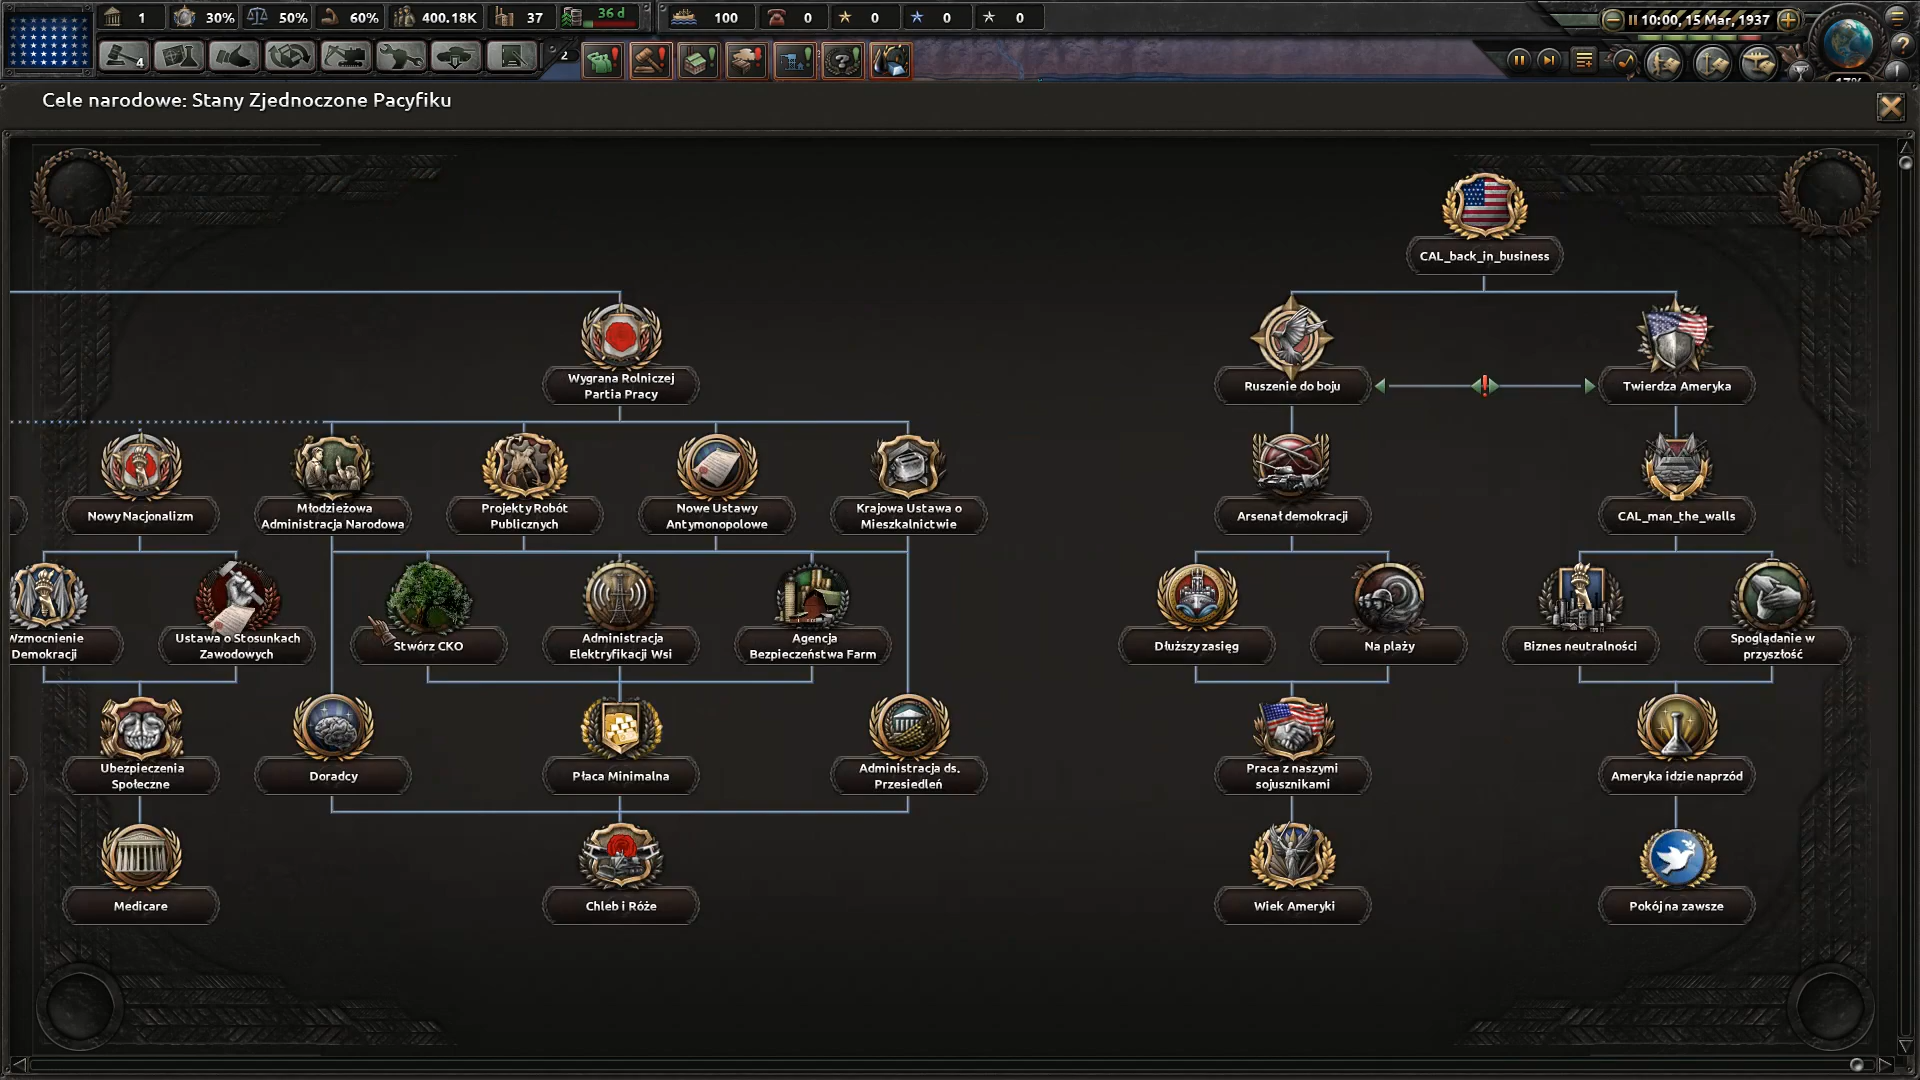 1 30% 50% 60% 400.18K 37 36 d 100 0 0 0 0 10:00, 15 Mar, 1937
4 2
Cele narodowe: Stany Zjednoczone Pacyfiku
CAL_back_in_business
Wygrana Rolniczej
Partia Pracy
Ruszenie do boju
Twierdza Ameryka
Nowy Nacjonalizm
Młodzieżowa
Administracja Narodowa
Projekty Robót
Publicznych
Nowe Ustawy
Antymonopolowe
Krajowa Ustawa o
Mieszkalnictwie
Arsenał demokracji
CAL_man_the_walls
Wzmocnienie
Demokracji
Ustawa o Stosunkach
Zawodowych
Stwórz CKO
Administracja
Elektryfikacji Wsi
Agencja
Bezpieczeństwa Farm
Dłuższy zasięg
Na plaży
Biznes neutralności
Spoglądanie w
przyszłość
Ubezpieczenia
Społeczne
Doradcy
Płaca Minimalna
Administracja ds.
Przesiedleń
Praca z naszymi
sojusznikami
Ameryka idzie naprzód
Medicare
Chleb i Róże
Wiek Ameryki
Pokój na zawsze